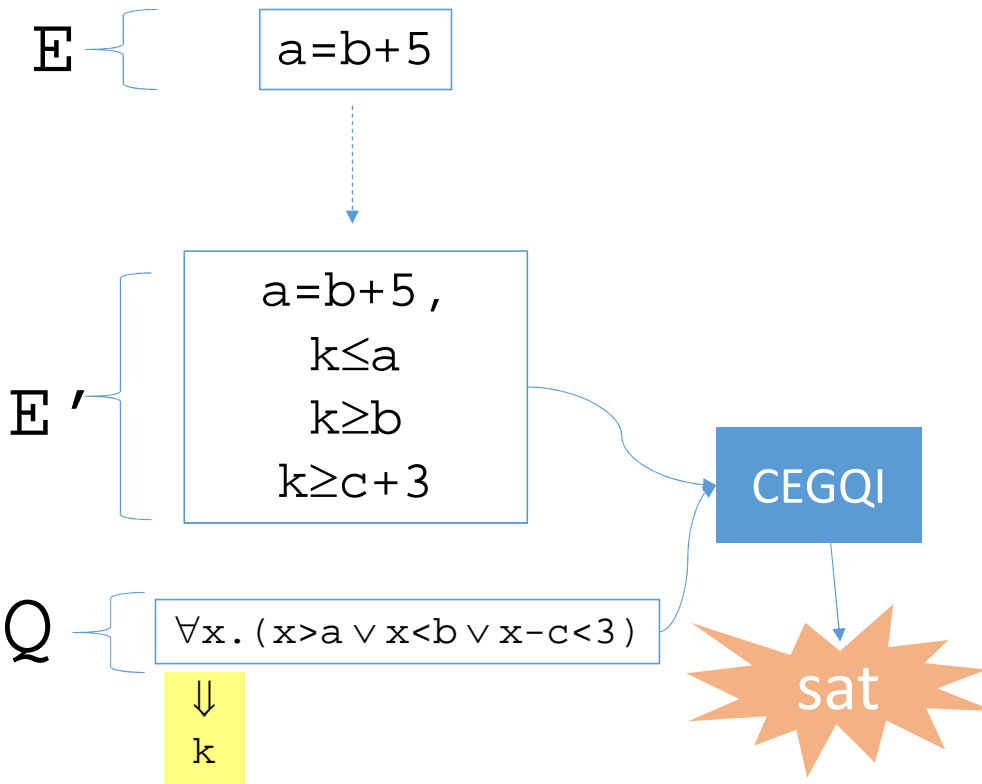 E
a=b+5
E'
a=b+5,
k≤a
k≥b
k≥c+3
CEGQI
Q
∀x.(x>a∨x<b∨x-c<3)
sat
⇓
k